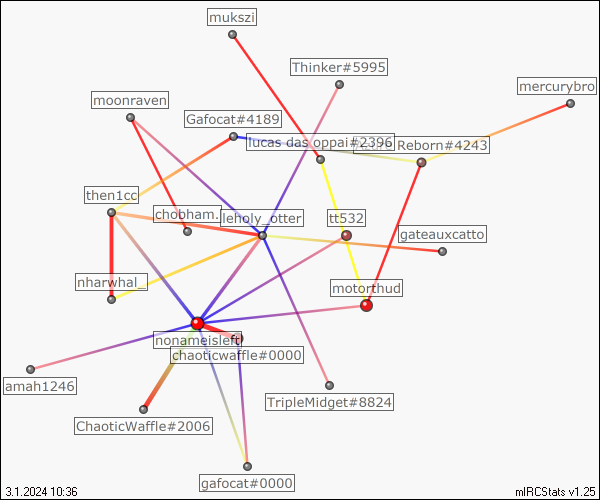 mukszi
Thinker#5995
mercurybro
moonraven
Gafocat#4189
lucas das oppai#2396
Reborn#4243
then1cc
chobham.
leholy_otter
tt532
gateauxcatto
nharwhal_
motorthud
nonameisleft
chaoticwaffle#0000
amah1246
TripleMidget#8824
ChaoticWaffle#2006
gafocat#0000
3.1.2024 10:36
mIRCStats v1.25